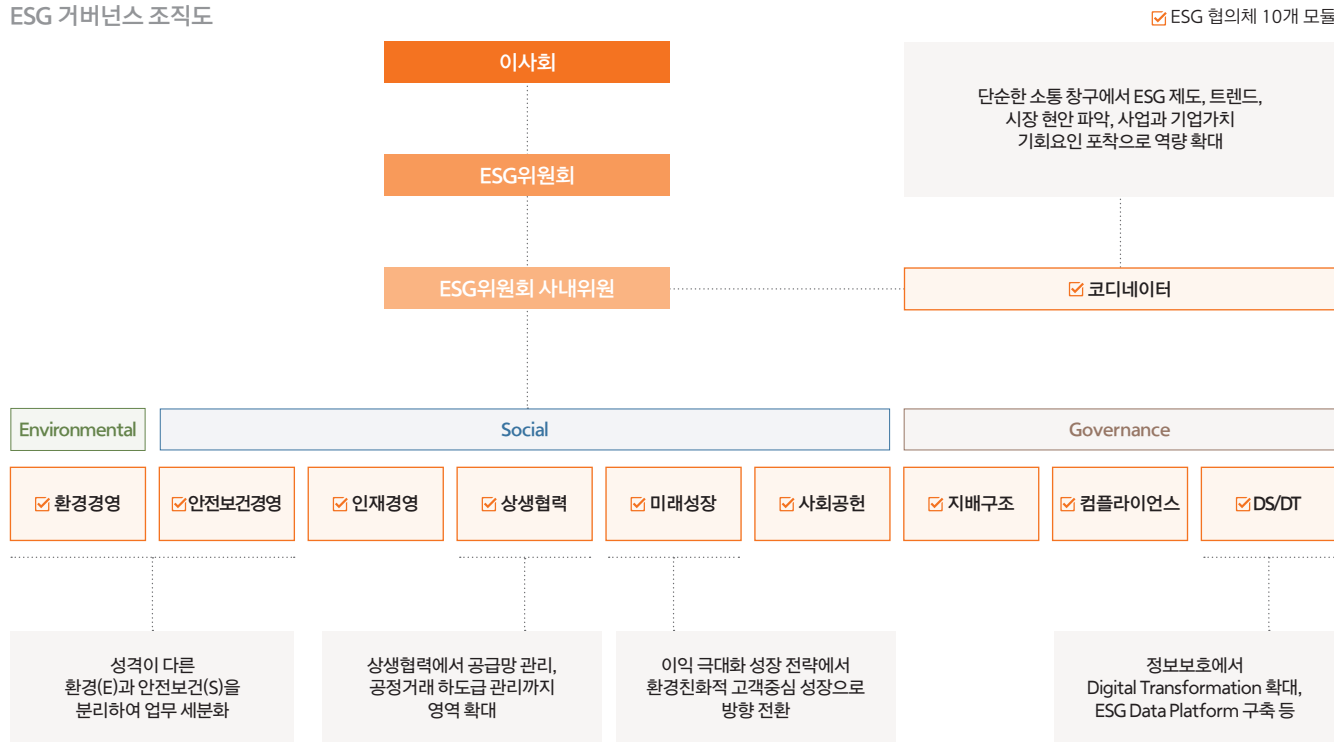 ESG 거버넌스 조직도
ESG 협의체 10개 모듈
이사회
단순한 소통 창구에서 ESG 제도, 트렌드,
시장 현안 파악, 사업과 기업가치
기회요인 포착으로 역량 확대
ESG위원회
ESG위원회 사내위원
코디네이터
Environmental
Social
Governance
환경경영
안전보건경영
인재경영
상생협력
미래성장
사회공헌
지배구조
컴플라이언스
DS/DT
성격이 다른
환경(E)과 안전보건(S)을
분리하여 업무 세분화
상생협력에서 공급망 관리,
공정거래 하도급 관리까지
영역 확대
이익 극대화 성장 전략에서
환경친화적 고객중심 성장으로
방향 전환
정보보호에서
Digital Transformation 확대,
ESG Data Platform 구축 등